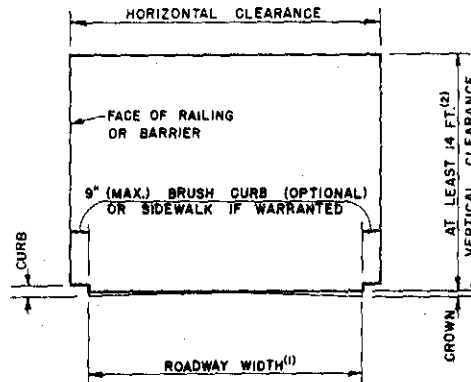 HORIZONTAL CLEARANCE
FACE OF RAILING
OR BARRIER
AT LEAST 14 FT.(2)
VERTICAL CLEARANCE
9" (MAX.) BRUSH CURB (OPTIONAL)
OR SIDEWALK IF WARRANTED
CURB
CROWN
ROADWAY WIDTH(1)